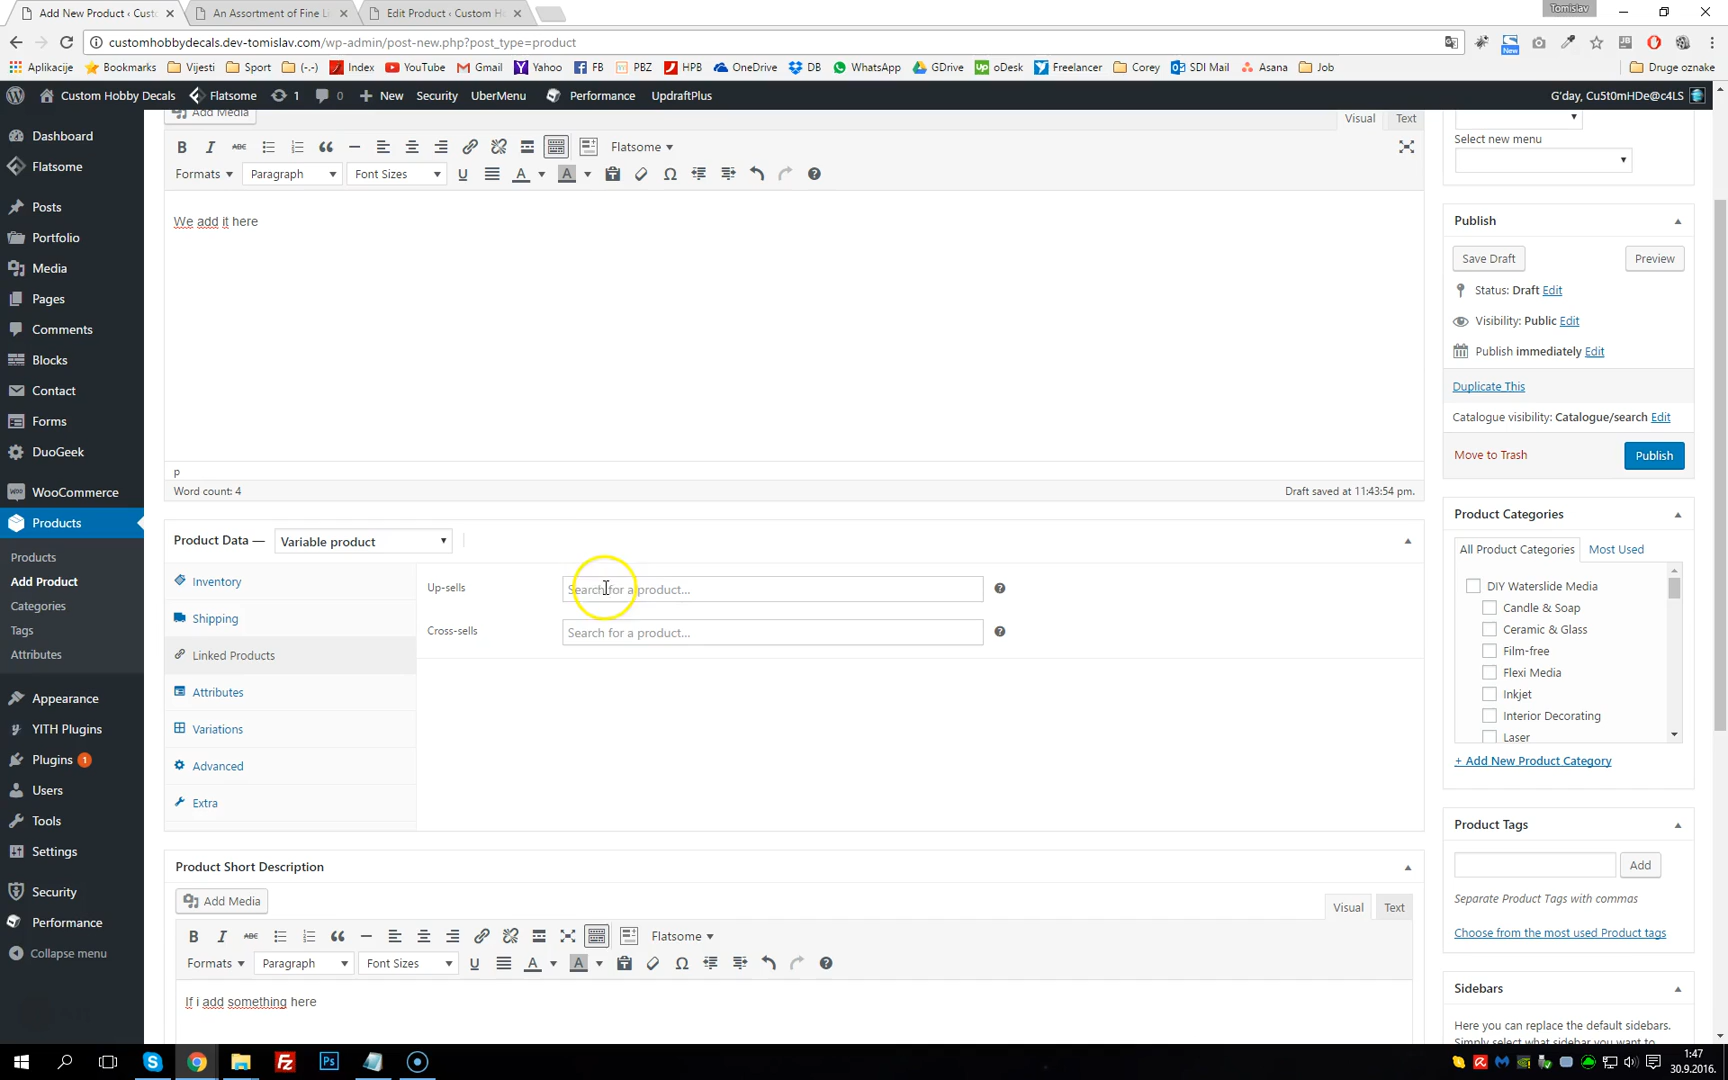 Add New Product ‹ Custo
An Assortment of Fine L
Edit Product ‹ Custom H
Tomislav
customhobbydecals.dev-tomislav.com/wp-admin/post-new.php?post_type=product
New
Aplikacije
Bookmarks
Vijesti
Sport
(-.-)
Index
YouTube
Gmail
Yahoo
FB
PBZ
HPB
OneDrive
DB
WhatsApp
GDrive
oDesk
Freelancer
Corey
SDI Mail
Asana
Job
Druge oznake
Custom Hobby Decals
Flatsome
1
0
New
Security
UberMenu
Performance
UpdraftPlus
G'day, Cu5t0mHDe@c4LS
Dashboard
Flatsome
Posts
Portfolio
Media
Pages
Comments
Blocks
Contact
Forms
DuoGeek
WooCommerce
Products
Products
Add Product
Categories
Tags
Attributes
Appearance
YITH Plugins
Plugins 1
Users
Tools
Settings
Security
Performance
Collapse menu
Add Media
Visual
Text
B I ABC
Flatsome
Formats
Paragraph
Font Sizes
U A A Ω
We add it here
p
Word count: 4
Draft saved at 11:43:54 pm.
Product Data —
Variable product
Inventory
Shipping
Linked Products
Attributes
Variations
Advanced
Extra
Up-sells
Search for a product...
Cross-sells
Search for a product...
Product Short Description
Add Media
Visual
Text
B I ABC
Flatsome
Formats
Paragraph
Font Sizes
U A A Ω
If i add something here
Select new menu
Publish
Save Draft
Preview
Status: Draft Edit
Visibility: Public Edit
Publish immediately Edit
Duplicate This
Catalogue visibility: Catalogue/search Edit
Move to Trash
Publish
Product Categories
All Product Categories
Most Used
DIY Waterslide Media
Candle & Soap
Ceramic & Glass
Film-free
Flexi Media
Inkjet
Interior Decorating
Laser
+ Add New Product Category
Product Tags
Add
Separate Product Tags with commas
Choose from the most used Product tags
Sidebars
Here you can replace the default sidebars.
Simply select what sidebar you want to
1:47
30.9.2016.